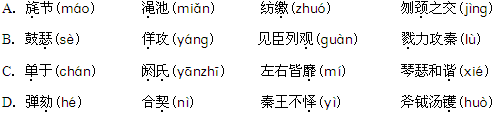 A. 旄节(máo) 渑池(miǎn) 纺缴(zhuó) 刎颈之交(jìng)
B. 鼓瑟(sè) 佯攻(yáng) 见臣列观(guàn) 戮力攻秦(lù)
C. 单于(chán) 阏氏(yānzhī) 左右皆靡(mí) 琴瑟和谐(xié)
D. 弹劾(hé) 合契(nì) 秦王不怿(yì) 斧钺汤镬(huò)